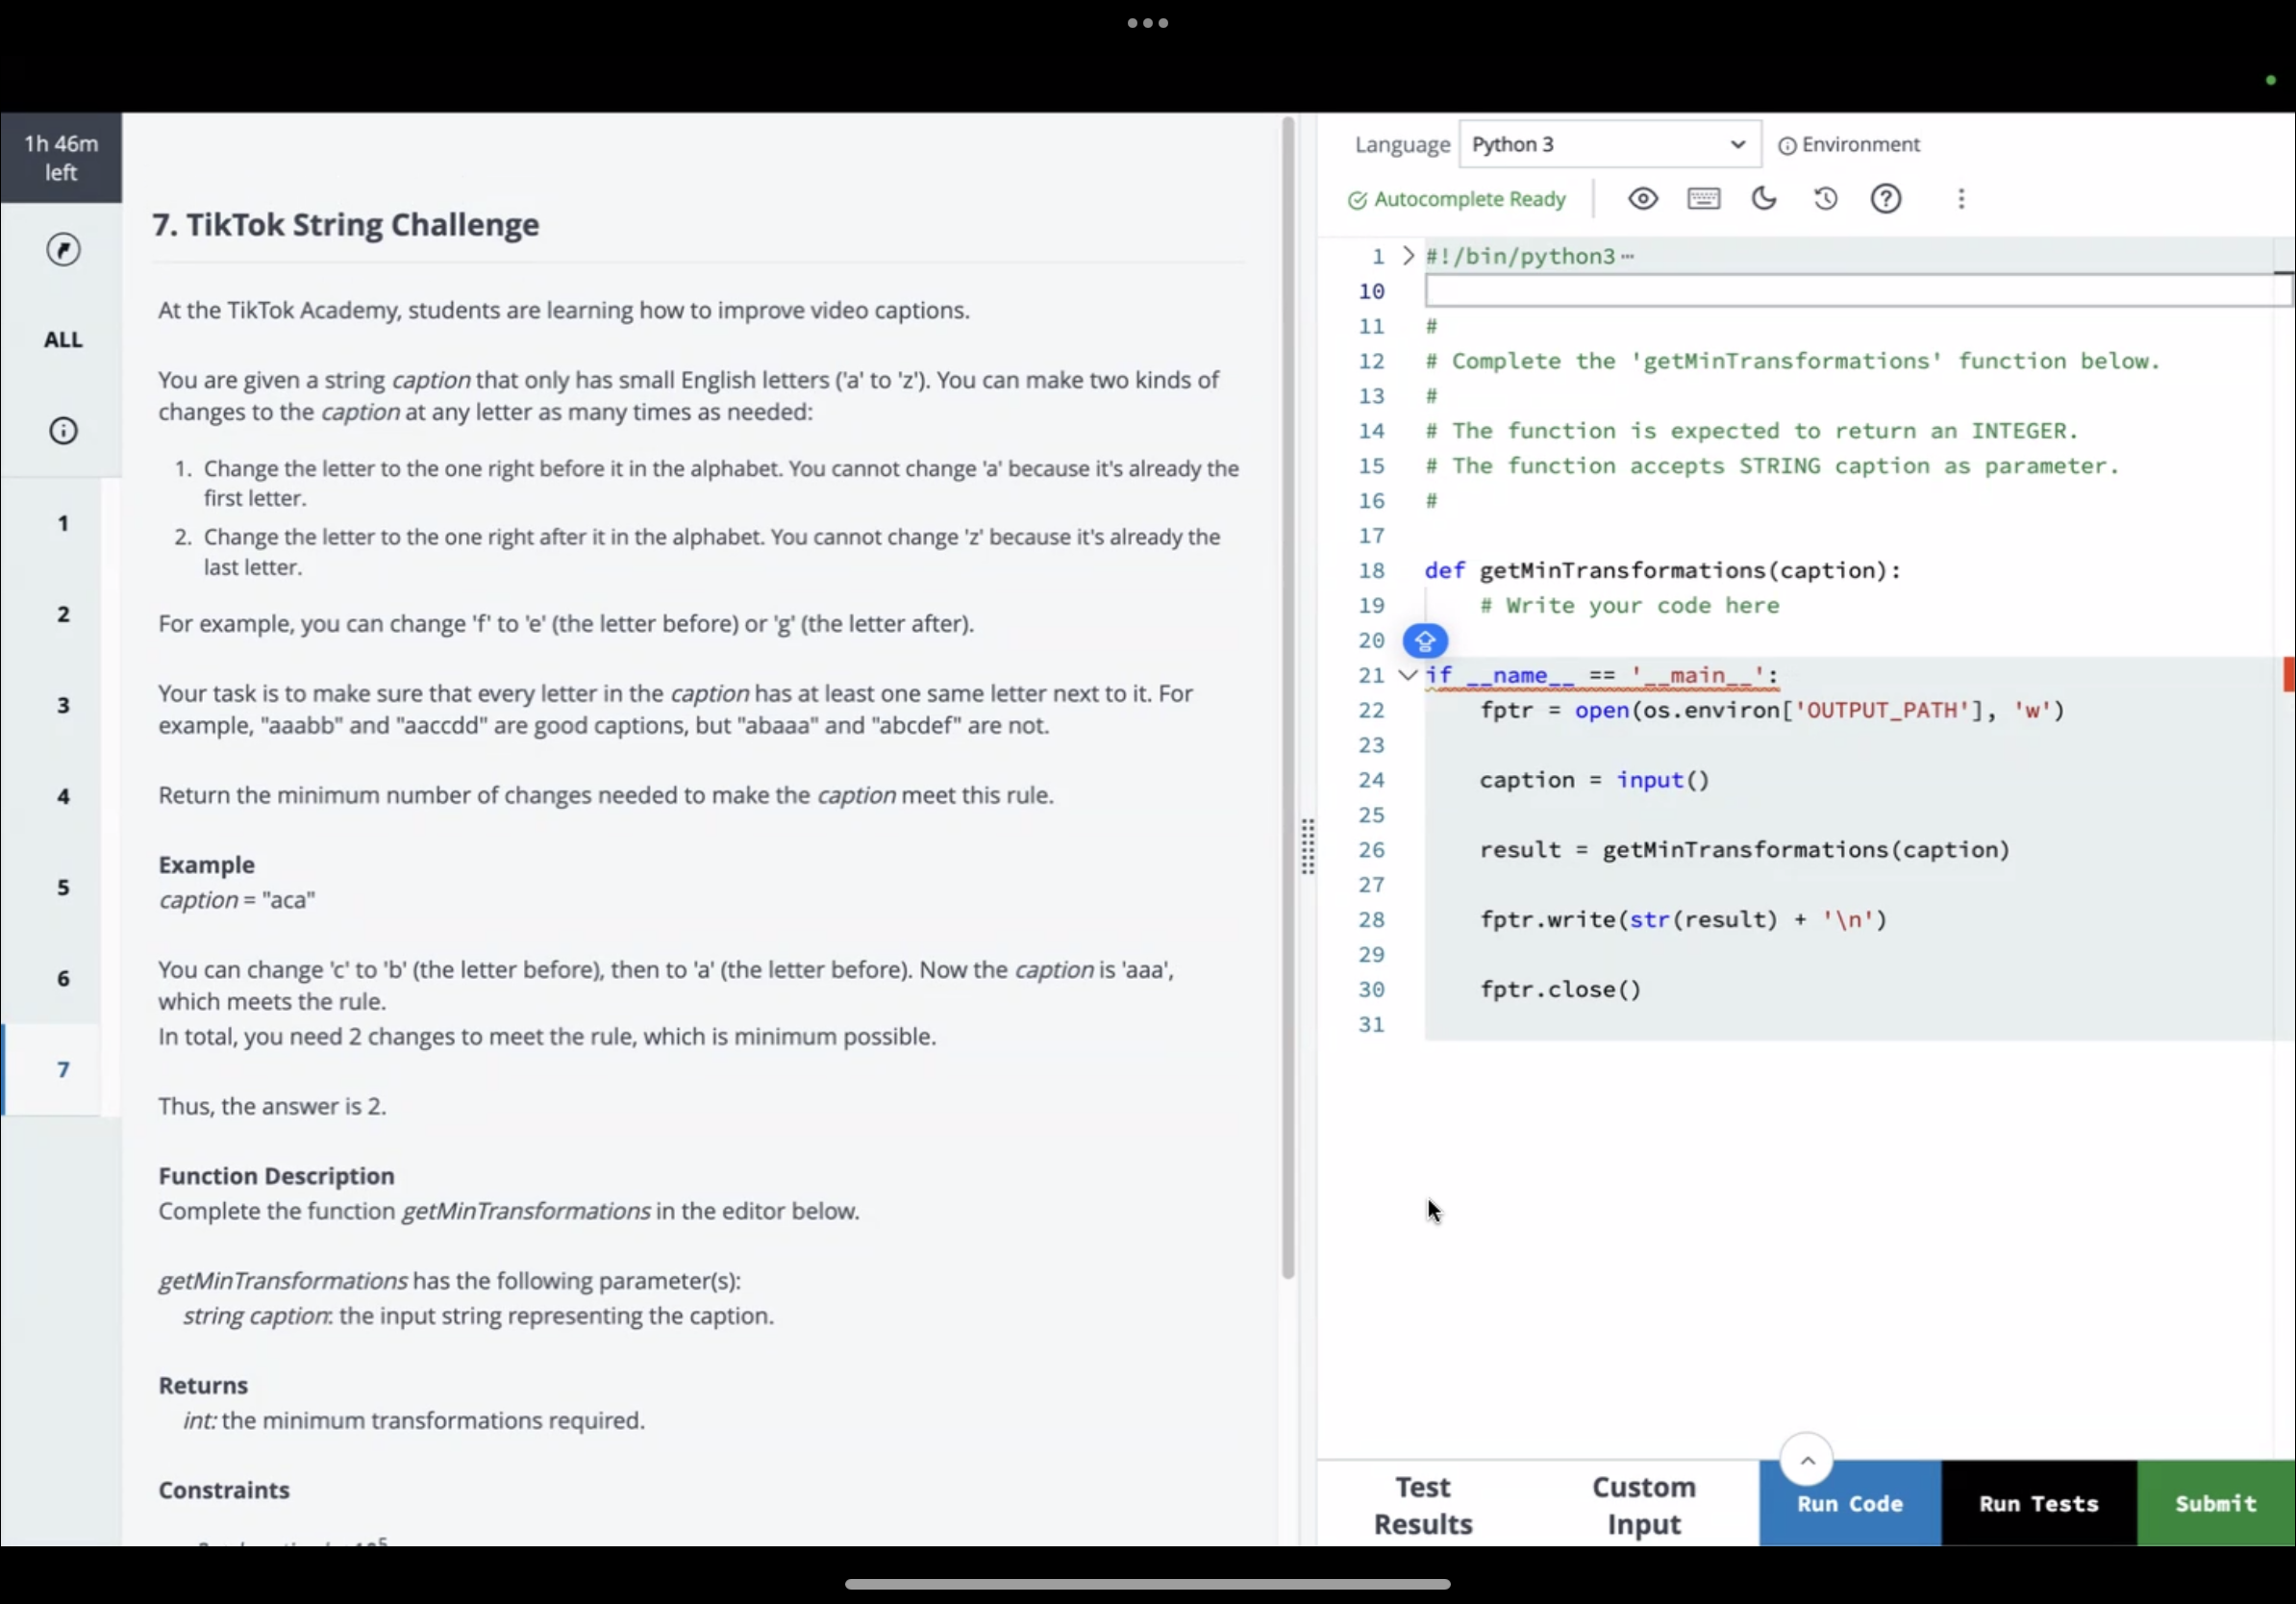 1h 46m
left
ALL
1
2
3
4
5
6
7
7. TikTok String Challenge
At the TikTok Academy, students are learning how to improve video captions.
You are given a string caption that only has small English letters ('a' to 'z'). You can make two kinds of
changes to the caption at any letter as many times as needed:
1. Change the letter to the one right before it in the alphabet. You cannot change 'a' because it's already the
first letter.
2. Change the letter to the one right after it in the alphabet. You cannot change 'z' because it's already the
last letter.
For example, you can change 'f' to 'e' (the letter before) or 'g' (the letter after).
Your task is to make sure that every letter in the caption has at least one same letter next to it. For
example, "aaabb" and "aaccdd" are good captions, but "abaaa" and "abcdef" are not.
Return the minimum number of changes needed to make the caption meet this rule.
Example
caption = "aca"
You can change 'c' to 'b' (the letter before), then to 'a' (the letter before). Now the caption is 'aaa',
which meets the rule.
In total, you need 2 changes to meet the rule, which is minimum possible.
Thus, the answer is 2.
Function Description
Complete the function getMinTransformations in the editor below.
getMinTransformations has the following parameter(s):
string caption: the input string representing the caption.
Returns
int: the minimum transformations required.
Constraints
Language Python 3 Environment
Autocomplete Ready
1 #!/bin/python3 ⋯
10
11 #
12 # Complete the 'getMinTransformations' function below.
13 #
14 # The function is expected to return an INTEGER.
15 # The function accepts STRING caption as parameter.
16 #
17
18 def getMinTransformations(caption):
19     # Write your code here
20
21 if __name__ == '__main__':
22     fptr = open(os.environ['OUTPUT_PATH'], 'w')
23
24     caption = input()
25
26     result = getMinTransformations(caption)
27
28     fptr.write(str(result) + '\n')
29
30     fptr.close()
31
Test
Results
Custom
Input
Run Code
Run Tests
Submit